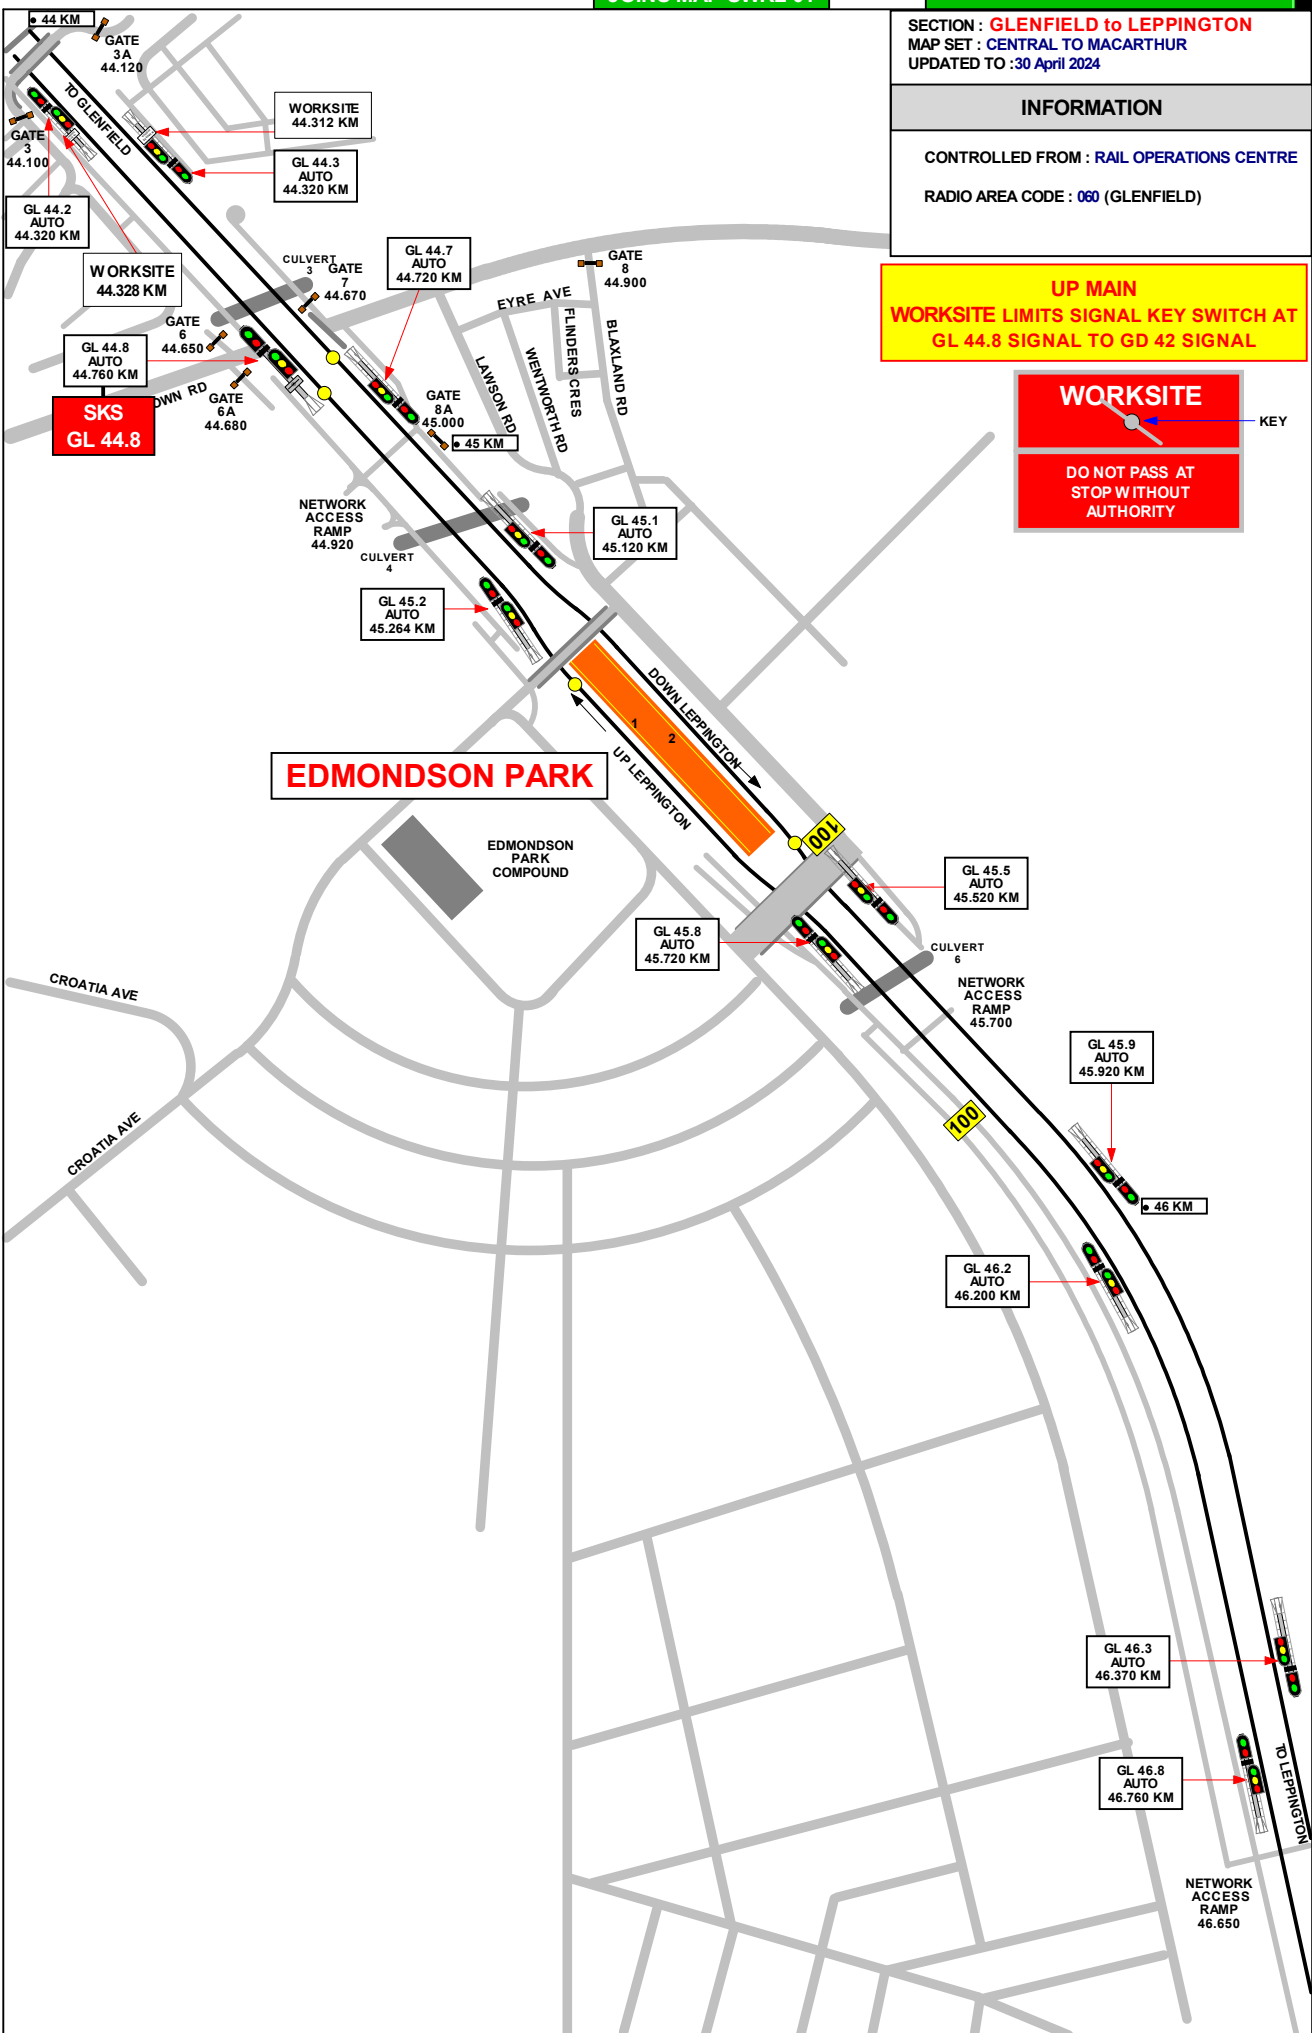 44 KM
GATE
3A
44.120
TO GLENFIELD
GATE
3
44.100
WORKSITE
44.312 KM
GL 44.3
AUTO
44.320 KM
GL 44.2
AUTO
44.320 KM
WORKSITE
44.328 KM
SECTION : GLENFIELD to LEPPINGTON
MAP SET : CENTRAL TO MACARTHUR
UPDATED TO :30 April 2024
INFORMATION
CONTROLLED FROM : RAIL OPERATIONS CENTRE
RADIO AREA CODE : 060 (GLENFIELD)
UP MAIN
WORKSITE LIMITS SIGNAL KEY SWITCH AT
GL 44.8 SIGNAL TO GD 42 SIGNAL
WORKSITE
KEY
DO NOT PASS AT
STOP WITHOUT
AUTHORITY
CULVERT
3
GATE
7
44.670
GL 44.7
AUTO
44.720 KM
GATE
8
44.900
EYRE AVE
FLINDERS CRES
BLAXLAND RD
LAWSON RD
WENTWORTH RD
GATE
6
44.650
GL 44.8
AUTO
44.760 KM
SKS
GL 44.8
OWN RD
GATE
6A
44.680
GATE
8A
45.000
45 KM
NETWORK
ACCESS
RAMP
44.920
CULVERT
4
GL 45.1
AUTO
45.120 KM
GL 45.2
AUTO
45.264 KM
DOWN LEPPINGTON
1
2
UP LEPPINGTON
EDMONDSON PARK
EDMONDSON
PARK
COMPOUND
100
GL 45.5
AUTO
45.520 KM
GL 45.8
AUTO
45.720 KM
CULVERT
6
NETWORK
ACCESS
RAMP
45.700
CROATIA AVE
CROATIA AVE
100
GL 45.9
AUTO
45.920 KM
46 KM
GL 46.2
AUTO
46.200 KM
GL 46.3
AUTO
46.370 KM
GL 46.8
AUTO
46.760 KM
TO LEPPINGTON
NETWORK
ACCESS
RAMP
46.650